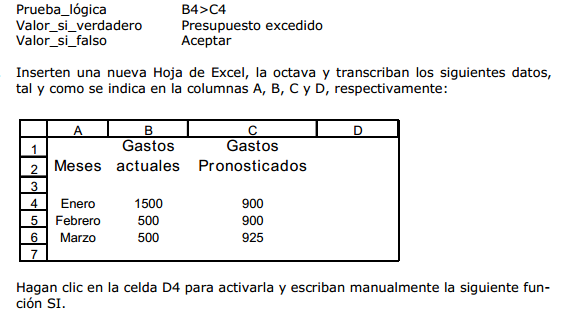 Prueba_lógica B4>C4
Valor_si_verdadero Presupuesto excedido
Valor_si_falso Aceptar
Inserten una nueva Hoja de Excel, la octava y transcriban los siguientes datos,
tal y como se indica en la columnas A, B, C y D, respectivamente:
A B C D
1 Gastos Gastos
2 Meses actuales Pronosticados
3
4 Enero 1500 900
5 Febrero 500 900
6 Marzo 500 925
7
Hagan clic en la celda D4 para activarla y escriban manualmente la siguiente fun-
ción SI.